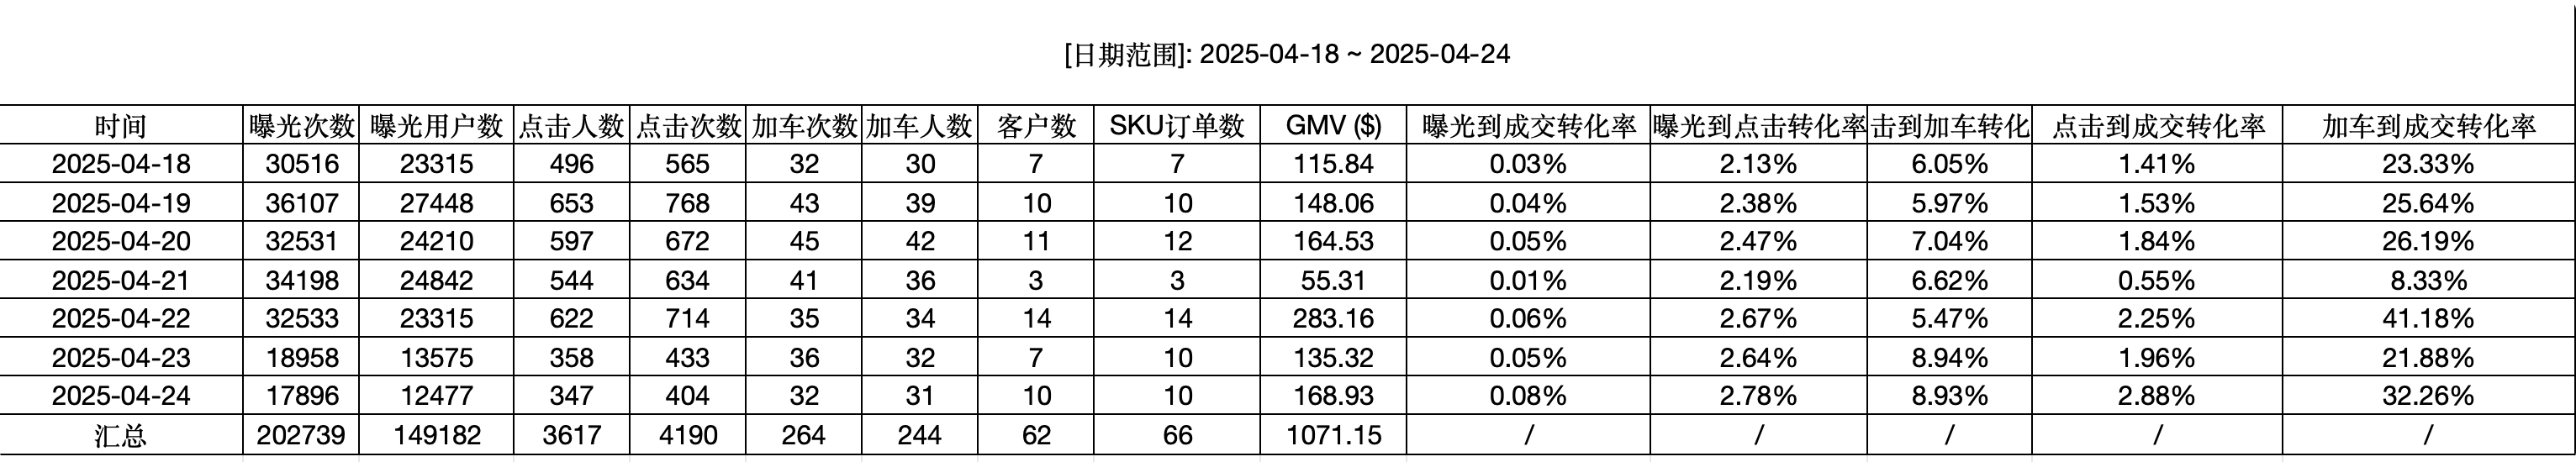 [日期范围]: 2025-04-18 ~ 2025-04-24
时间 曝光次数 曝光用户数 点击人数 点击次数 加车次数 加车人数 客户数 SKU订单数 GMV ($) 曝光到成交转化率 曝光到点击转化率 击到加车转化 点击到成交转化率 加车到成交转化率
2025-04-18 30516 23315 496 565 32 30 7 7 115.84 0.03% 2.13% 6.05% 1.41% 23.33%
2025-04-19 36107 27448 653 768 43 39 10 10 148.06 0.04% 2.38% 5.97% 1.53% 25.64%
2025-04-20 32531 24210 597 672 45 42 11 12 164.53 0.05% 2.47% 7.04% 1.84% 26.19%
2025-04-21 34198 24842 544 634 41 36 3 3 55.31 0.01% 2.19% 6.62% 0.55% 8.33%
2025-04-22 32533 23315 622 714 35 34 14 14 283.16 0.06% 2.67% 5.47% 2.25% 41.18%
2025-04-23 18958 13575 358 433 36 32 7 10 135.32 0.05% 2.64% 8.94% 1.96% 21.88%
2025-04-24 17896 12477 347 404 32 31 10 10 168.93 0.08% 2.78% 8.93% 2.88% 32.26%
汇总 202739 149182 3617 4190 264 244 62 66 1071.15 / / / / /